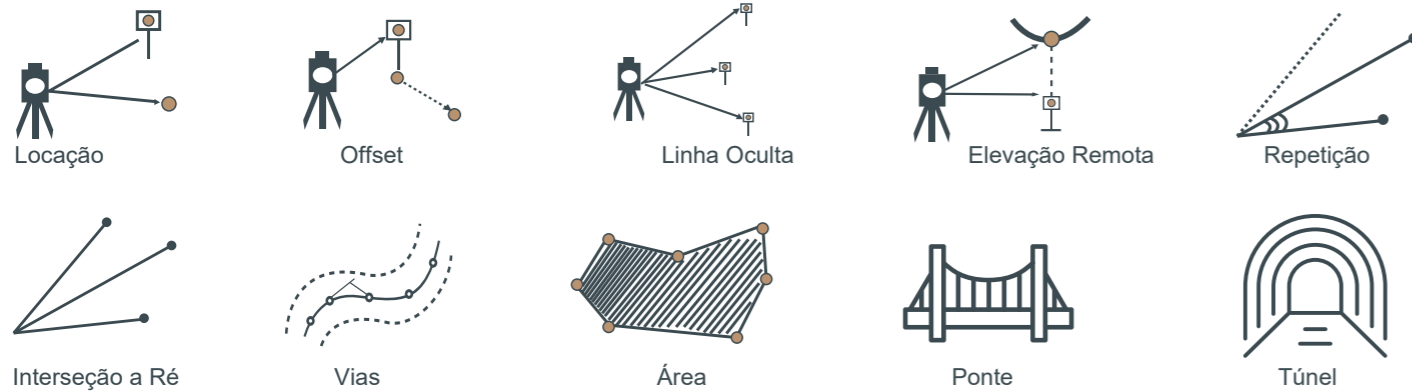 Locação
Offset
Linha Oculta
Elevação Remota
Repetição
Interseção a Ré
Vias
Área
Ponte
Túnel